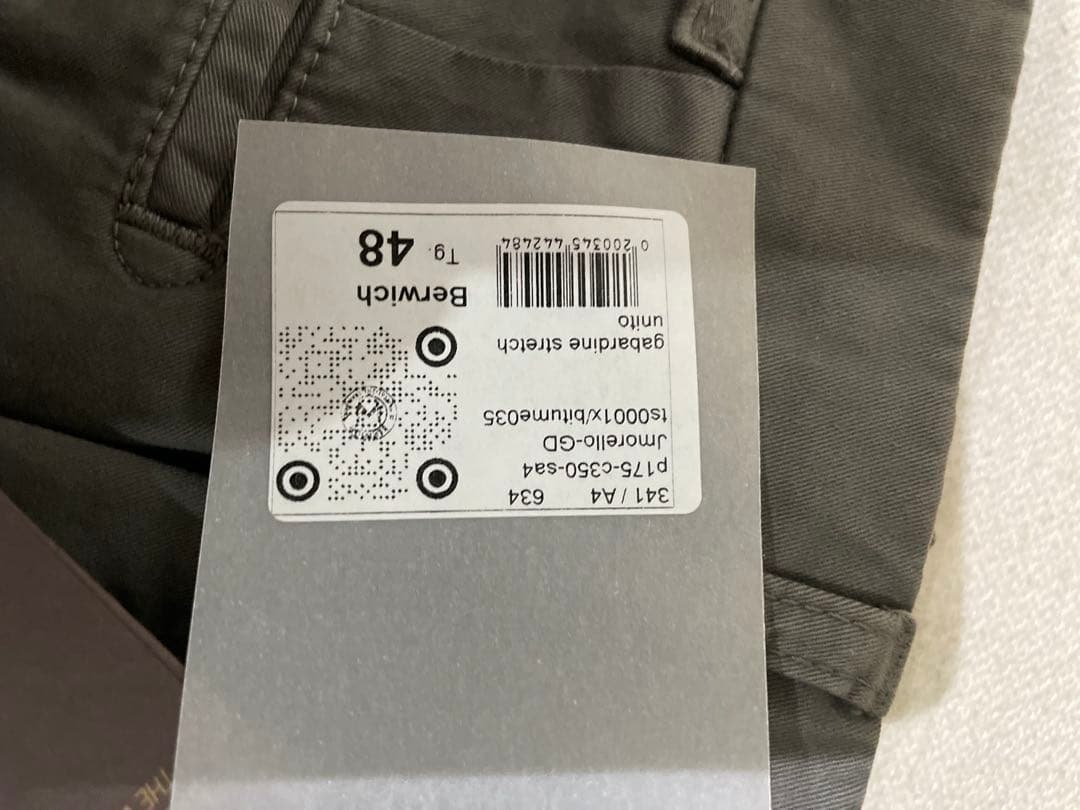 341 / A4 634
p175-c350-sa4
Jmorello-GD
ts0001x/bitume035
gabardine stretch
unito
Berwich
Tg. 48
0 200345 442484
THE